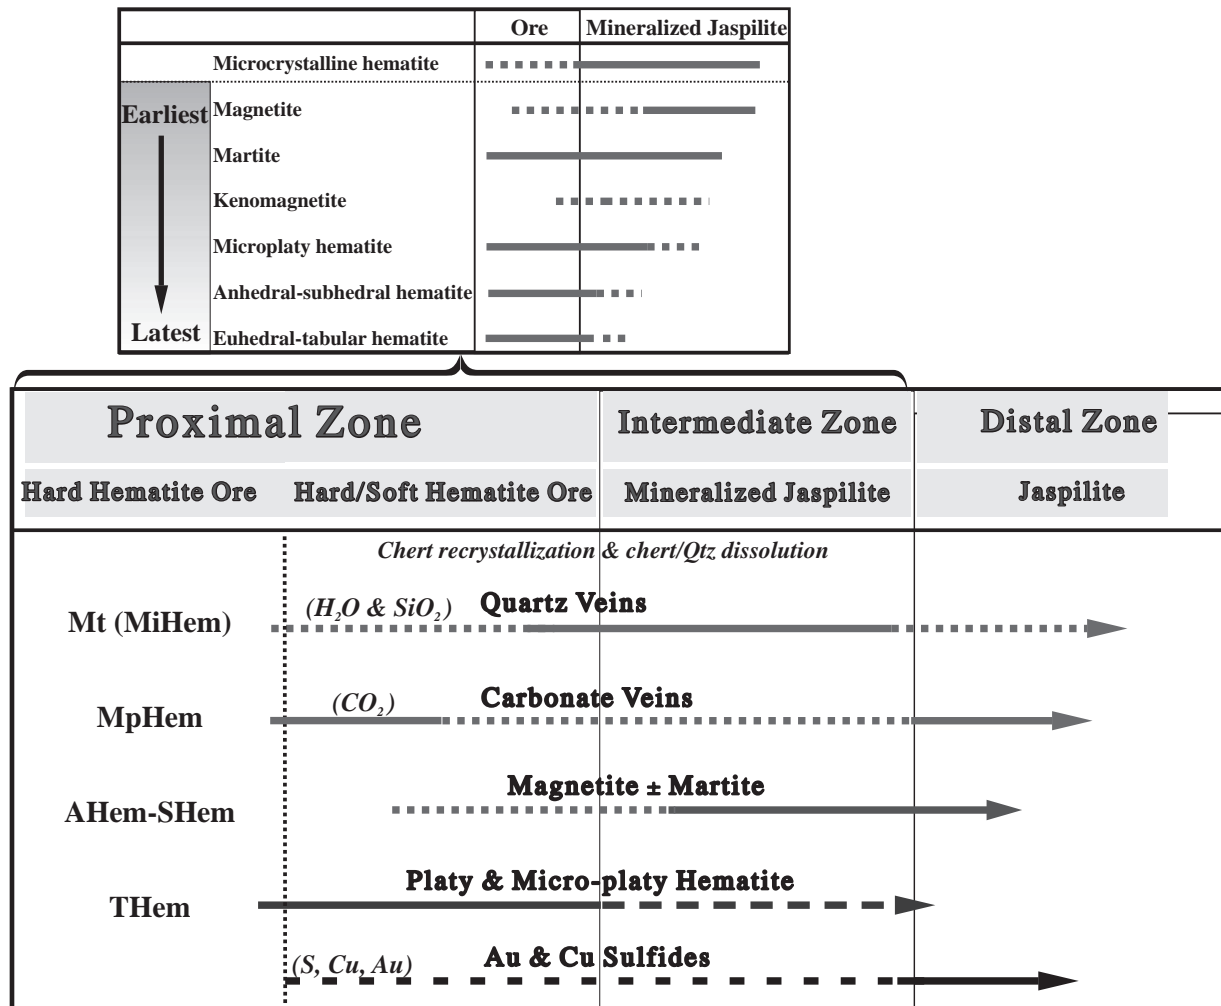 Ore Mineralized Jaspilite
Microcrystalline hematite
Earliest Magnetite
Martite
Kenomagnetite
Microplaty hematite
Anhedral-subhedral hematite
Latest Euhedral-tabular hematite
Proximal Zone Intermediate Zone Distal Zone
Hard Hematite Ore Hard/Soft Hematite Ore Mineralized Jaspilite Jaspilite
Chert recrystallization & chert/Qtz dissolution
Mt (MiHem) (H₂O & SiO₂) Quartz Veins
MpHem (CO₂) Carbonate Veins
AHem-SHem Magnetite ± Martite
THem Platy & Micro-platy Hematite
(S, Cu, Au) Au & Cu Sulfides